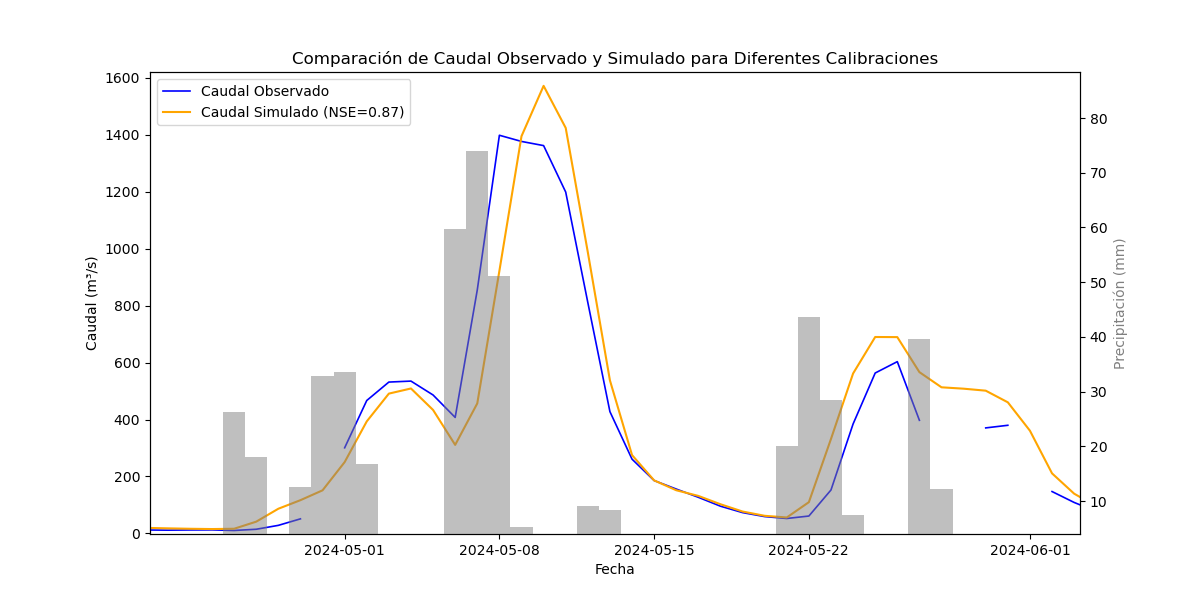 Comparación de Caudal Observado y Simulado para Diferentes Calibraciones
Caudal Observado
Caudal Simulado (NSE=0.87)
Caudal (m³/s)
1600
1400
1200
1000
800
600
400
200
0
80
70
60
50
40
30
20
10
Precipitación (mm)
2024-05-01 2024-05-08 2024-05-15 2024-05-22 2024-06-01
Fecha